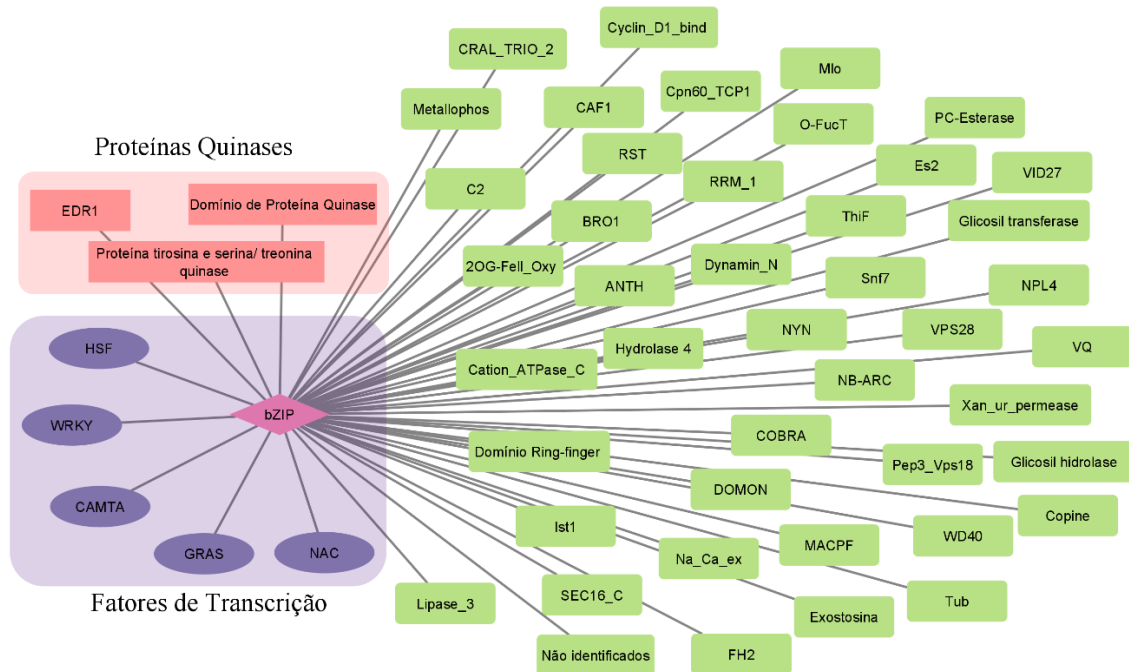 Cyclin_D1_bind
CRAL_TRIO_2
Mlo
Cpn60_TCP1
Metallophos
CAF1
PC-Esterase
O-FucT
Proteínas Quinases
RST
Es2
VID27
C2
RRM_1
EDR1
Domínio de Proteína Quinase
BRO1
ThiF
Glicosil transferase
Proteína tirosina e serina/ treonina
quinase
2OG-FeII_Oxy
Dynamin_N
Snf7
ANTH
NPL4
NYN
VPS28
HSF
Hydrolase 4
VQ
Cation_ATPase_C
NB-ARC
bZIP
Xan_ur_permease
WRKY
COBRA
Domínio Ring-finger
Pep3_Vps18
Glicosil hidrolase
DOMON
CAMTA
Copine
Ist1
WD40
MACPF
GRAS
NAC
Na_Ca_ex
Fatores de Transcrição
Lipase_3
SEC16_C
Tub
Exostosina
Não identificados
FH2